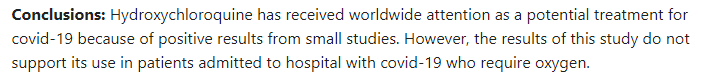 Conclusions: Hydroxychloroquine has received worldwide attention as a potential treatment for
covid-19 because of positive results from small studies. However, the results of this study do not
support its use in patients admitted to hospital with covid-19 who require oxygen.